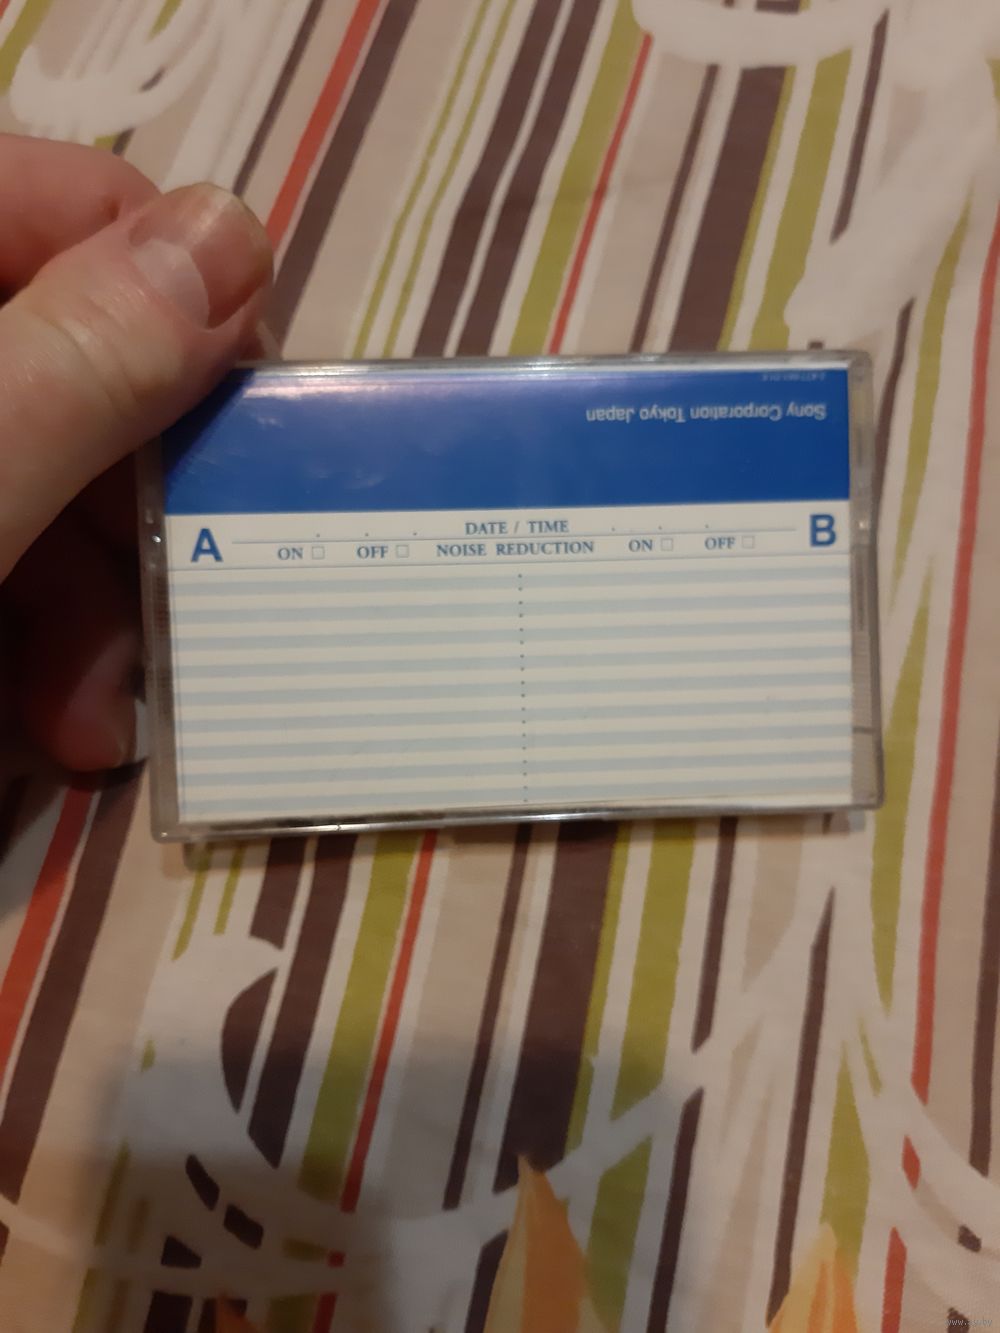 Sony Corporation Tokyo Japan
A DATE / TIME B
ON OFF NOISE REDUCTION ON OFF